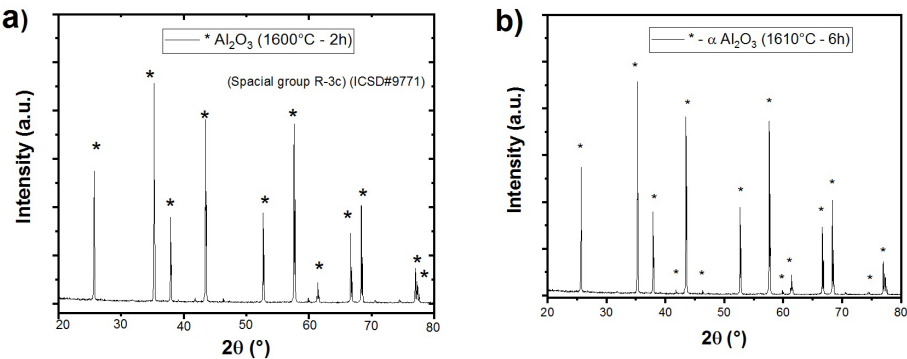 a)
* Al₂O₃ (1600°C - 2h)
(Spacial group R-3c) (ICSD#9771)
* * * * * * * * * * *
Intensity (a.u.)
20 30 40 50 60 70 80
2θ (°)
b)
* - α Al₂O₃ (1610°C - 6h)
* * * * * * * * * * * * * *
Intensity (a.u.)
20 30 40 50 60 70 80
2θ (°)